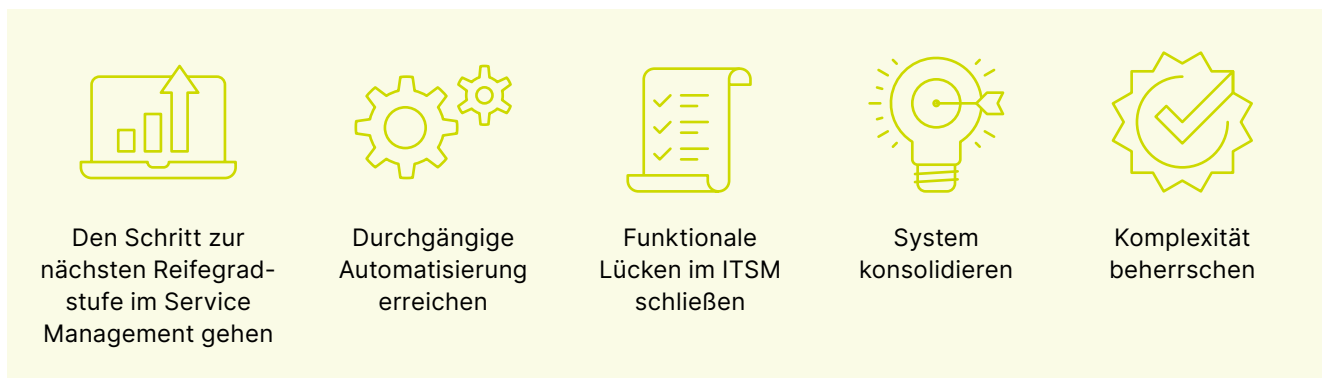 Den Schritt zur
nächsten Reifegrad-
stufe im Service
Management gehen
Durchgängige
Automatisierung
erreichen
Funktionale
Lücken im ITSM
schließen
System
konsolidieren
Komplexität
beherrschen